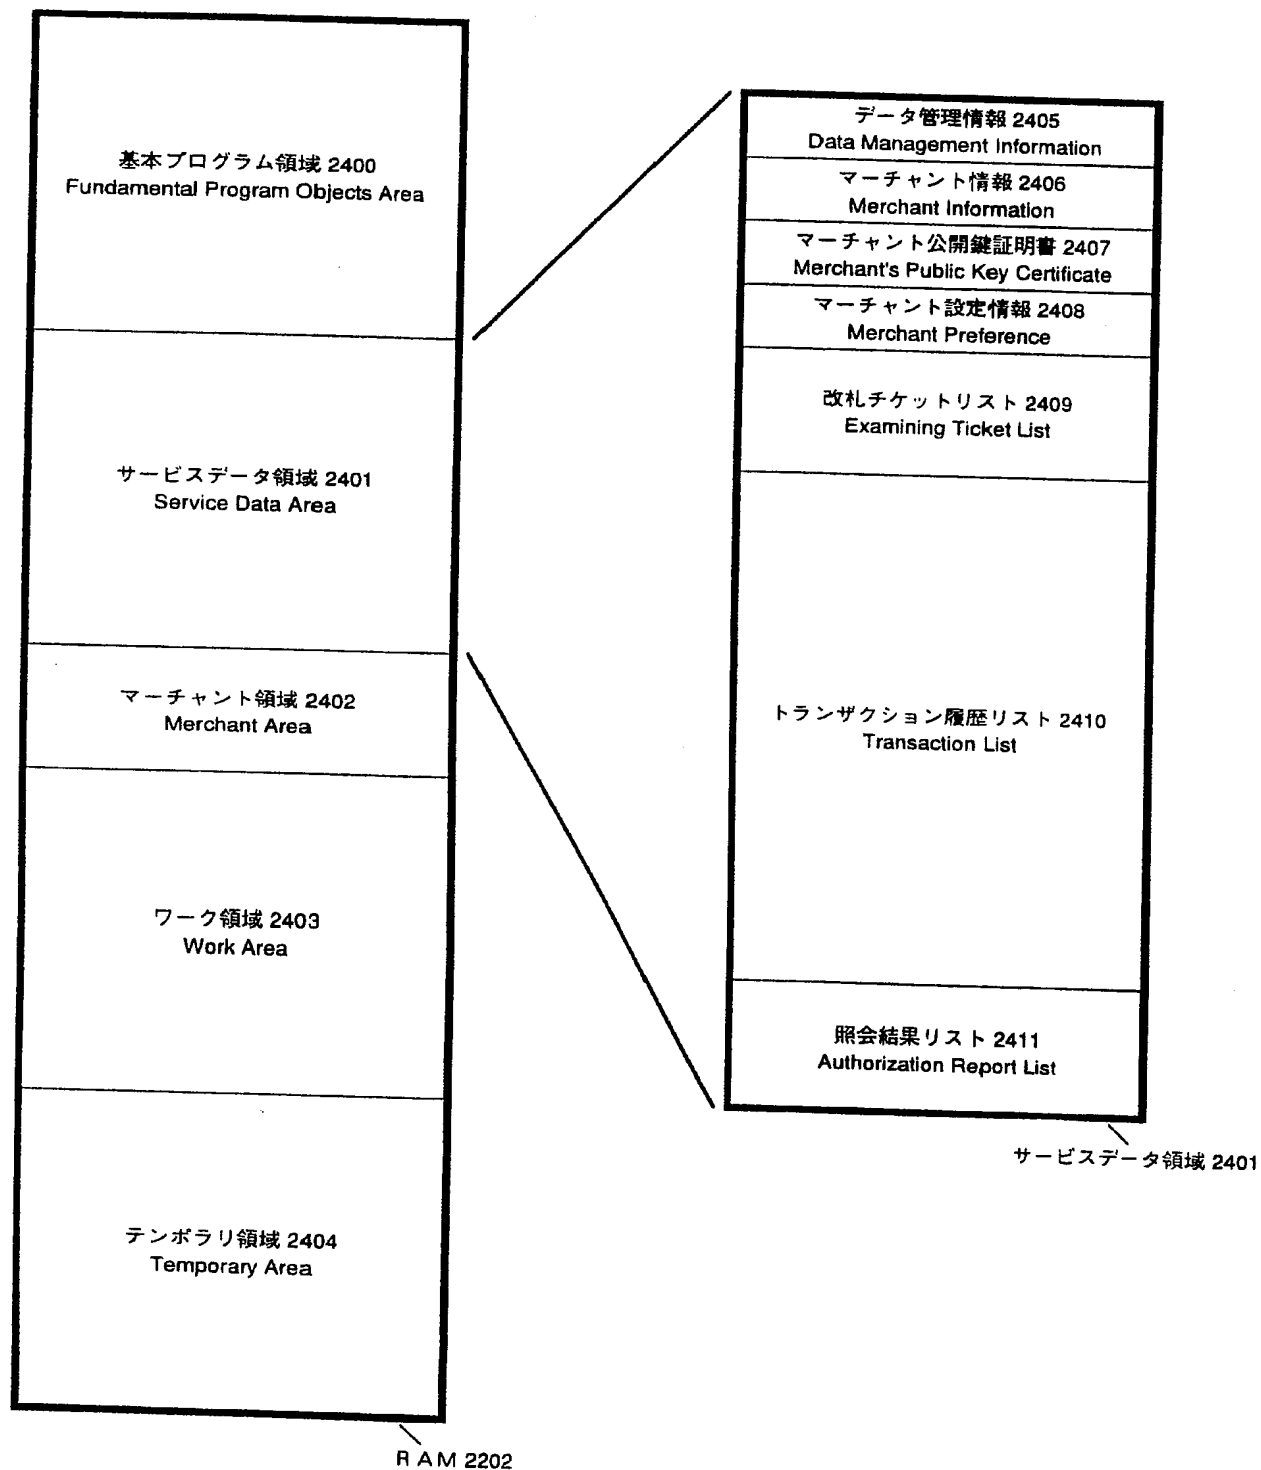 基本プログラム領域 2400
Fundamental Program Objects Area
サービスデータ領域 2401
Service Data Area
マーチャント領域 2402
Merchant Area
ワーク領域 2403
Work Area
テンポラリ領域 2404
Temporary Area
RAM 2202
データ管理情報 2405
Data Management Information
マーチャント情報 2406
Merchant Information
マーチャント公開鍵証明書 2407
Merchant's Public Key Certificate
マーチャント設定情報 2408
Merchant Preference
改札チケットリスト 2409
Examining Ticket List
トランザクション履歴リスト 2410
Transaction List
照会結果リスト 2411
Authorization Report List
サービスデータ領域 2401